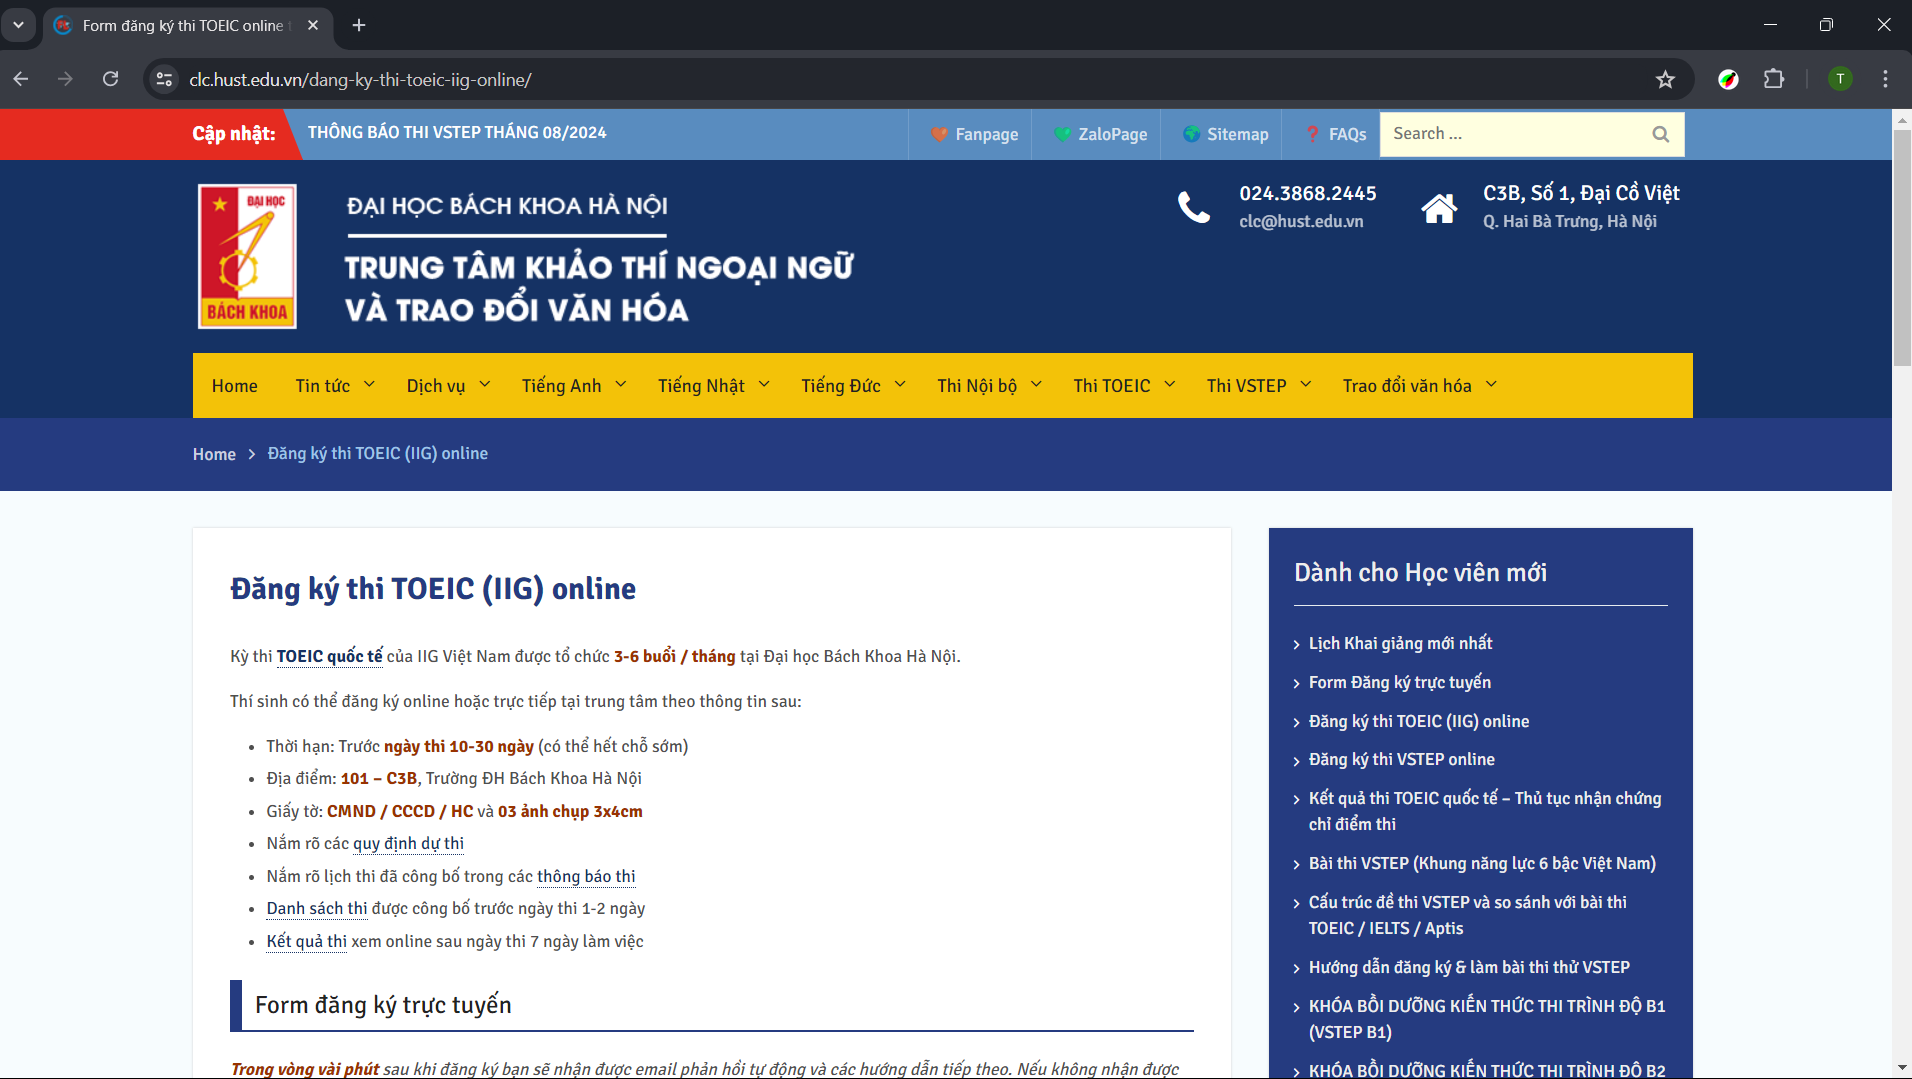 Form đăng ký thi TOEIC online
clc.hust.edu.vn/dang-ky-thi-toeic-iig-online/
T
Cập nhật:
THÔNG BÁO THI VSTEP THÁNG 08/2024
Fanpage
ZaloPage
Sitemap
FAQs
Search ...
ĐẠI HỌC
BÁCH KHOA
ĐẠI HỌC BÁCH KHOA HÀ NỘI
TRUNG TÂM KHẢO THÍ NGOẠI NGỮ
VÀ TRAO ĐỔI VĂN HÓA
024.3868.2445
clc@hust.edu.vn
C3B, Số 1, Đại Cồ Việt
Q. Hai Bà Trưng, Hà Nội
Home
Tin tức
Dịch vụ
Tiếng Anh
Tiếng Nhật
Tiếng Đức
Thi Nội bộ
Thi TOEIC
Thi VSTEP
Trao đổi văn hóa
Home > Đăng ký thi TOEIC (IIG) online
Đăng ký thi TOEIC (IIG) online
Kỳ thi TOEIC quốc tế của IIG Việt Nam được tổ chức 3-6 buổi / tháng tại Đại học Bách Khoa Hà Nội.
Thí sinh có thể đăng ký online hoặc trực tiếp tại trung tâm theo thông tin sau:
• Thời hạn: Trước ngày thi 10-30 ngày (có thể hết chỗ sớm)
• Địa điểm: 101 – C3B, Trường ĐH Bách Khoa Hà Nội
• Giấy tờ: CMND / CCCD / HC và 03 ảnh chụp 3x4cm
• Nắm rõ các quy định dự thi
• Nắm rõ lịch thi đã công bố trong các thông báo thi
• Danh sách thi được công bố trước ngày thi 1-2 ngày
• Kết quả thi xem online sau ngày thi 7 ngày làm việc
Form đăng ký trực tuyến
Trong vòng vài phút sau khi đăng ký bạn sẽ nhận được email phản hồi tự động và các hướng dẫn tiếp theo. Nếu không nhận được
Dành cho Học viên mới
Lịch Khai giảng mới nhất
Form Đăng ký trực tuyến
Đăng ký thi TOEIC (IIG) online
Đăng ký thi VSTEP online
Kết quả thi TOEIC quốc tế – Thủ tục nhận chứng
chỉ điểm thi
Bài thi VSTEP (Khung năng lực 6 bậc Việt Nam)
Cấu trúc đề thi VSTEP và so sánh với bài thi
TOEIC / IELTS / Aptis
Hướng dẫn đăng ký & làm bài thi thử VSTEP
KHÓA BỒI DƯỠNG KIẾN THỨC THI TRÌNH ĐỘ B1
(VSTEP B1)
KHÓA BỒI DƯỠNG KIẾN THỨC THI TRÌNH ĐỘ B2